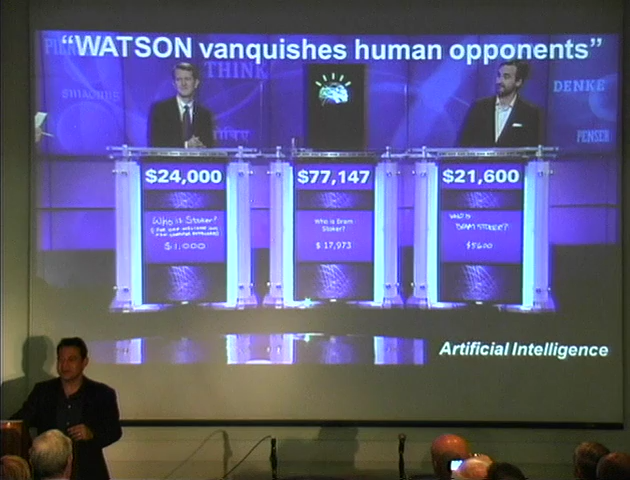 “WATSON vanquishes human opponents”
THINK
DENKE
PENSER
$24,000
$77,147
$21,600
Who is Stoker?
$1,000
Who is Bram
Stoker?
$ 17,973
WHO IS
BRAM STOKER?
$5600
Artificial Intelligence